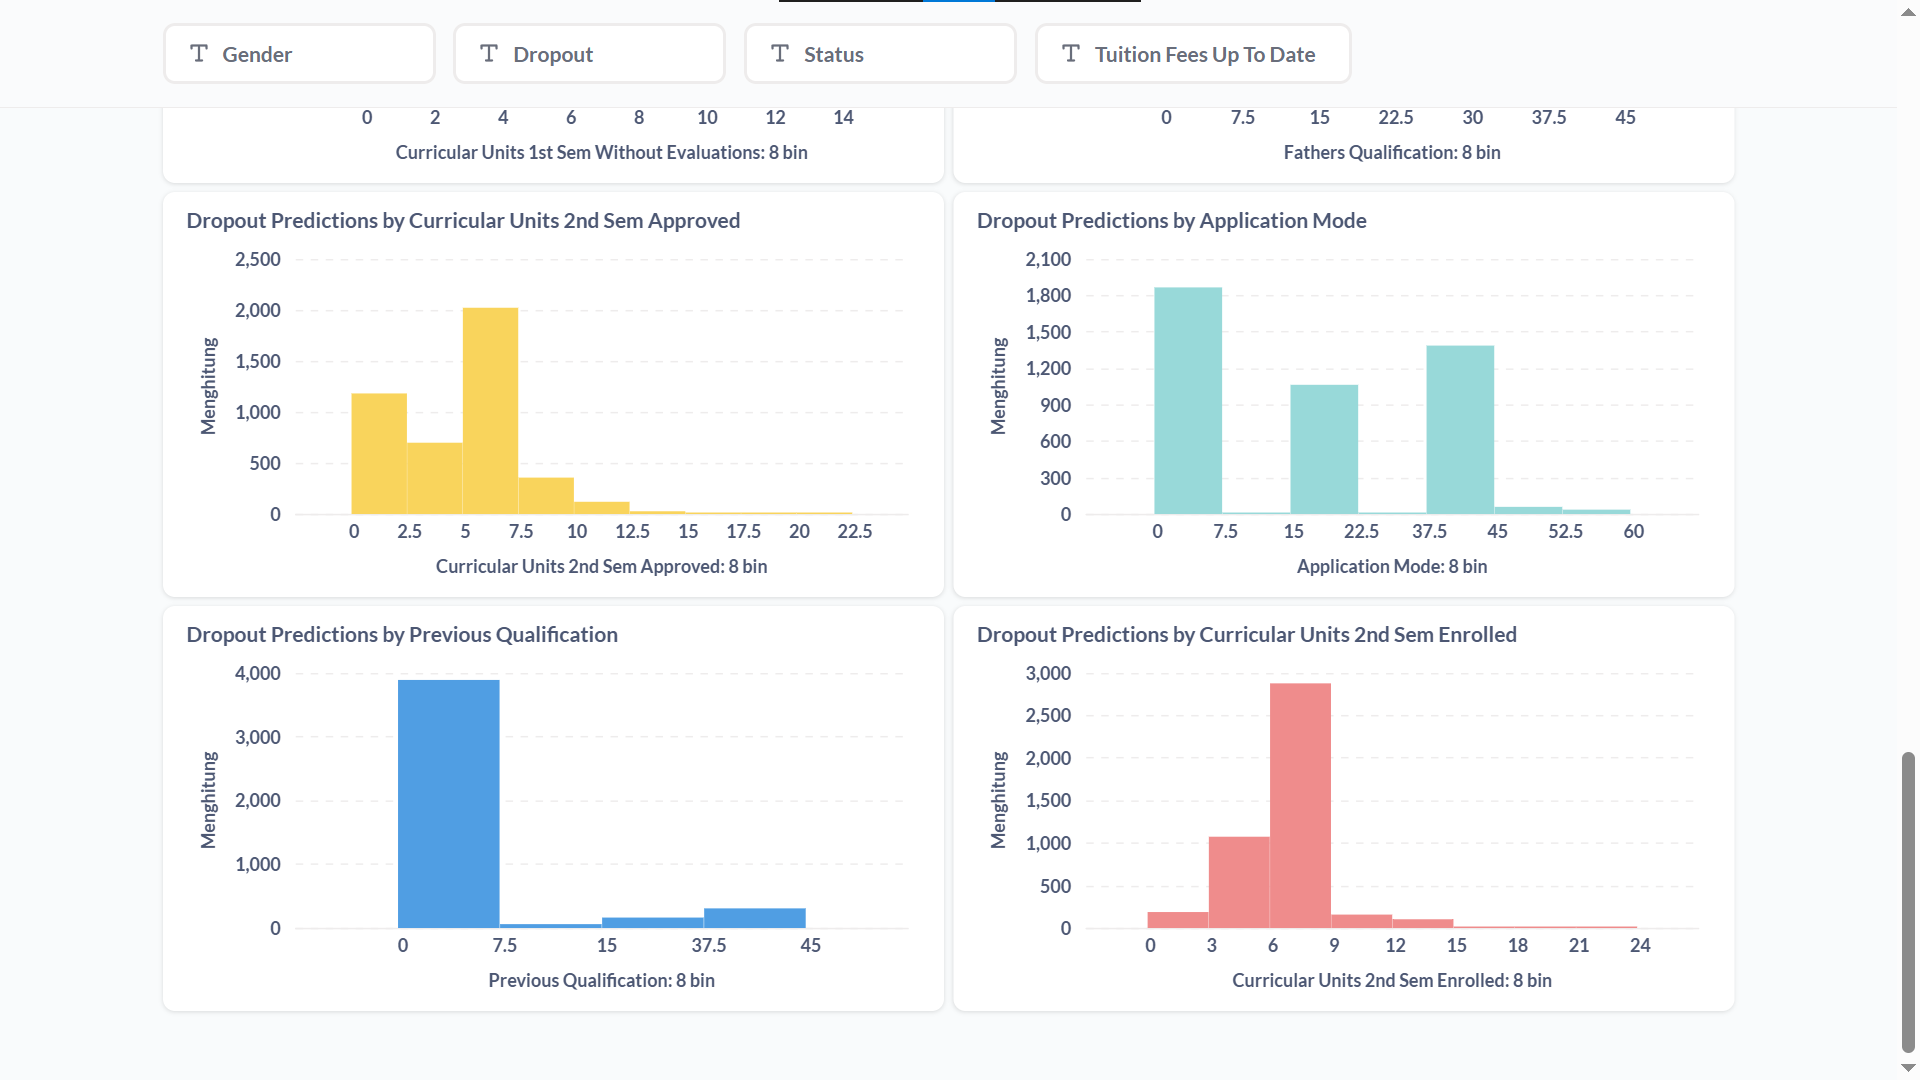 Gender
Dropout
Status
Tuition Fees Up To Date
0 2 4 6 8 10 12 14
Curricular Units 1st Sem Without Evaluations: 8 bin
0 7.5 15 22.5 30 37.5 45
Fathers Qualification: 8 bin
Dropout Predictions by Curricular Units 2nd Sem Approved
2,500
2,000
1,500
1,000
500
0
Menghitung
0 2.5 5 7.5 10 12.5 15 17.5 20 22.5
Curricular Units 2nd Sem Approved: 8 bin
Dropout Predictions by Application Mode
2,100
1,800
1,500
1,200
900
600
300
0
Menghitung
0 7.5 15 22.5 37.5 45 52.5 60
Application Mode: 8 bin
Dropout Predictions by Previous Qualification
4,000
3,000
2,000
1,000
0
Menghitung
0 7.5 15 37.5 45
Previous Qualification: 8 bin
Dropout Predictions by Curricular Units 2nd Sem Enrolled
3,000
2,500
2,000
1,500
1,000
500
0
Menghitung
0 3 6 9 12 15 18 21 24
Curricular Units 2nd Sem Enrolled: 8 bin